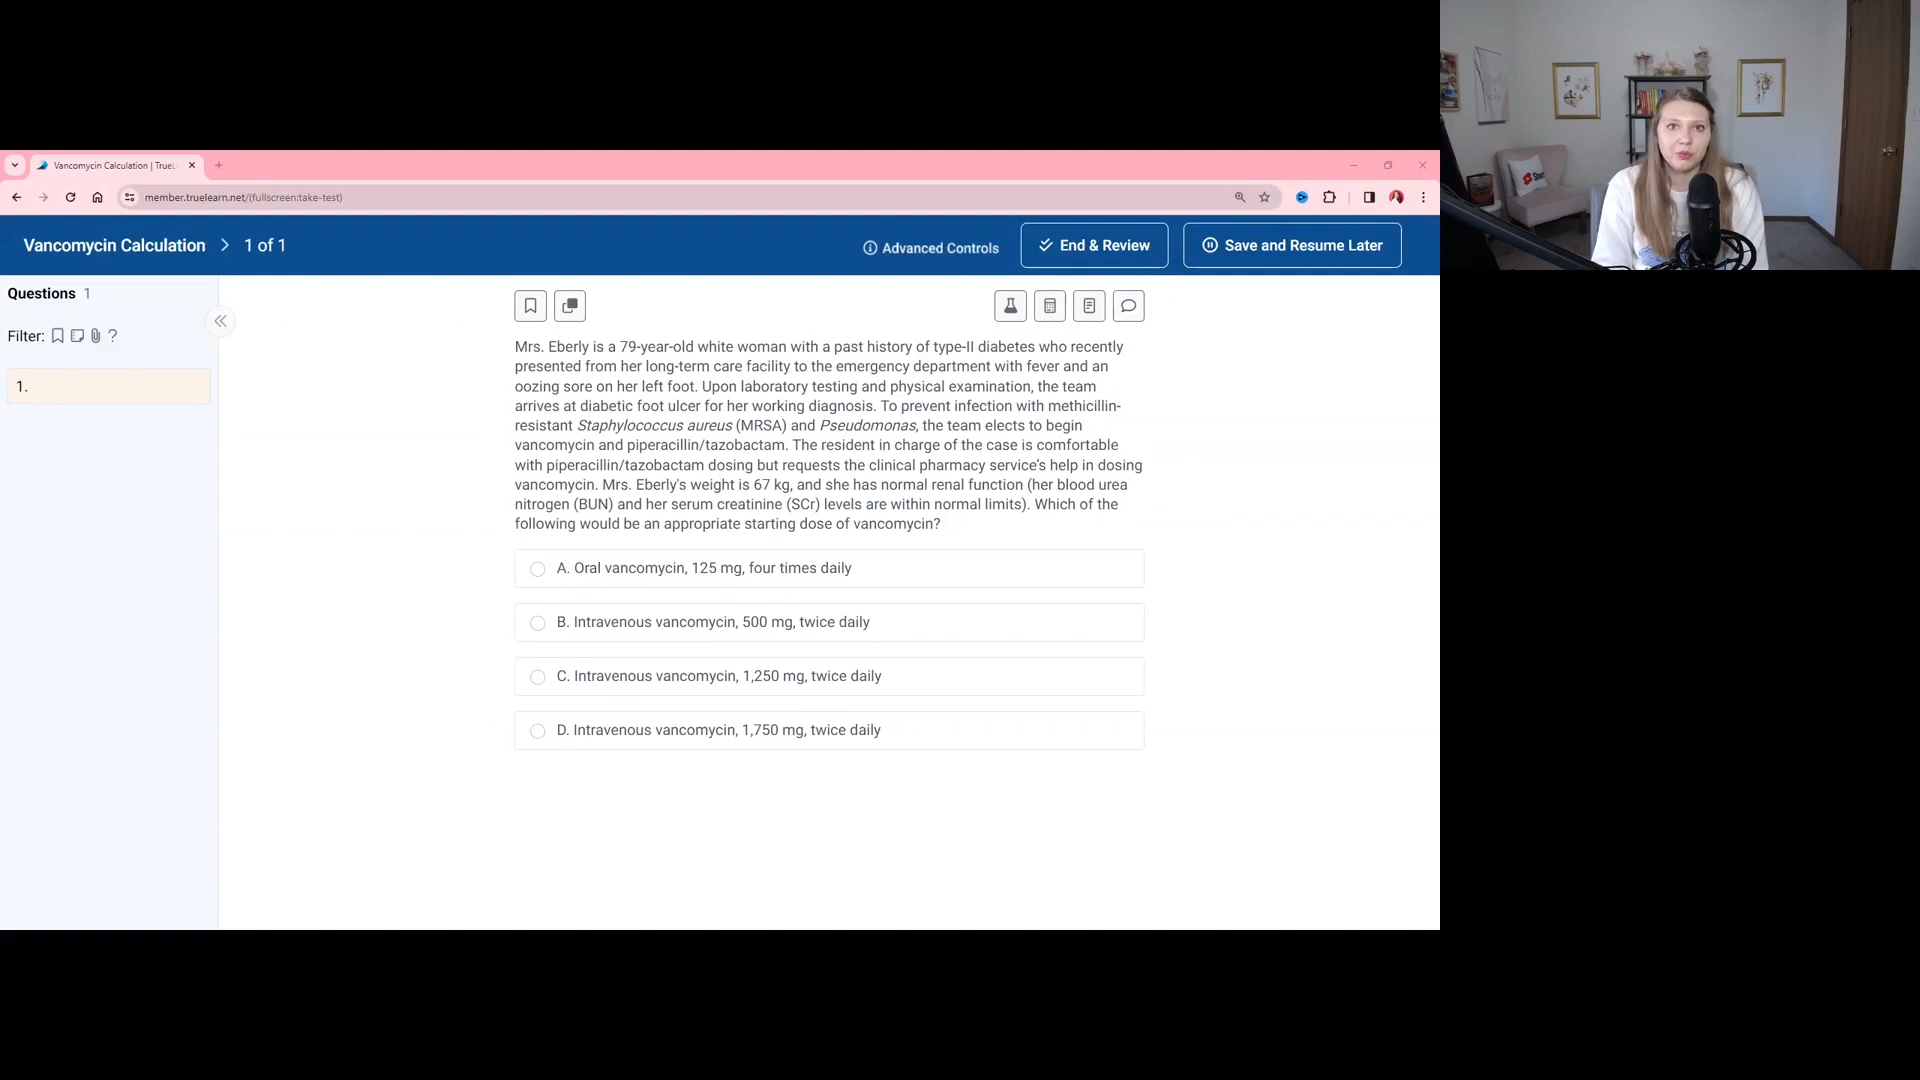 Vancomycin Calculation | TrueL
member.truelearn.net/(fullscreen:take-test)
Vancomycin Calculation > 1 of 1
Advanced Controls
End & Review
Save and Resume Later
Questions 1
Filter:
1.
Mrs. Eberly is a 79-year-old white woman with a past history of type-II diabetes who recently
presented from her long-term care facility to the emergency department with fever and an
oozing sore on her left foot. Upon laboratory testing and physical examination, the team
arrives at diabetic foot ulcer for her working diagnosis. To prevent infection with methicillin-
resistant Staphylococcus aureus (MRSA) and Pseudomonas, the team elects to begin
vancomycin and piperacillin/tazobactam. The resident in charge of the case is comfortable
with piperacillin/tazobactam dosing but requests the clinical pharmacy service's help in dosing
vancomycin. Mrs. Eberly's weight is 67 kg, and she has normal renal function (her blood urea
nitrogen (BUN) and her serum creatinine (SCr) levels are within normal limits). Which of the
following would be an appropriate starting dose of vancomycin?
A. Oral vancomycin, 125 mg, four times daily
B. Intravenous vancomycin, 500 mg, twice daily
C. Intravenous vancomycin, 1,250 mg, twice daily
D. Intravenous vancomycin, 1,750 mg, twice daily